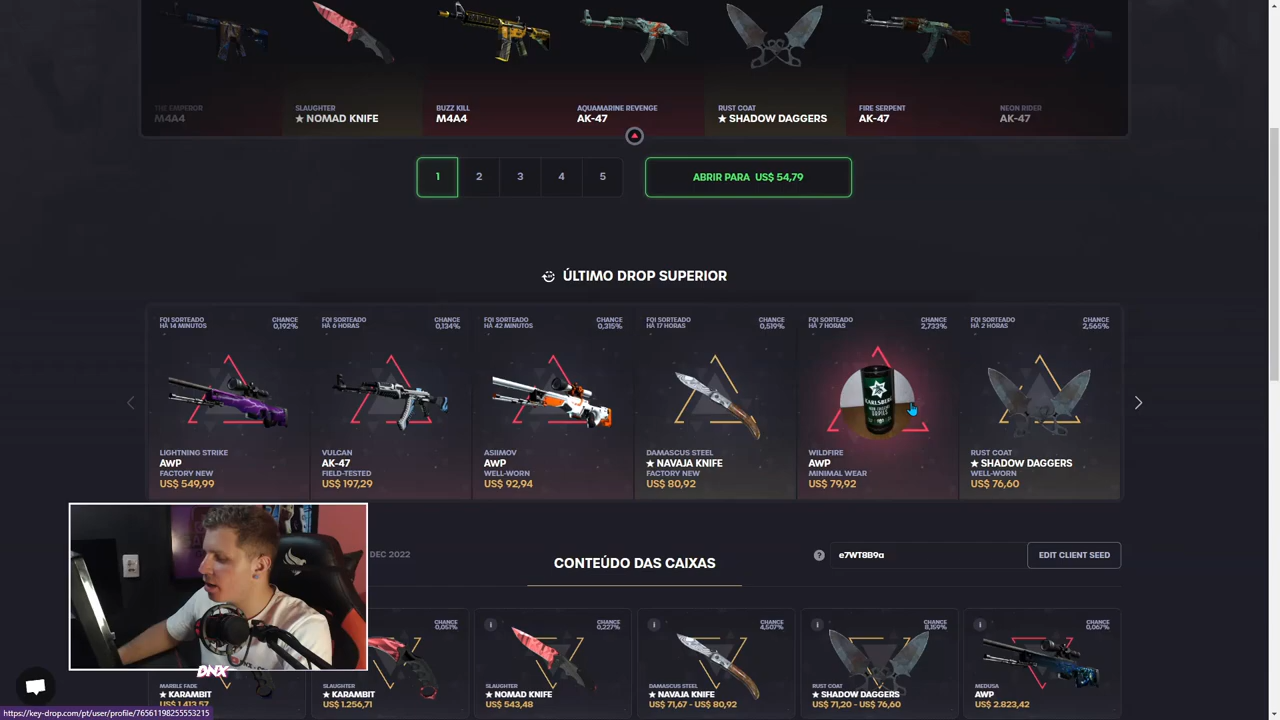 THE EMPEROR
M4A4
SLAUGHTER
★ NOMAD KNIFE
BUZZ KILL
M4A4
AQUAMARINE REVENGE
AK-47
RUST COAT
★ SHADOW DAGGERS
FIRE SERPENT
AK-47
NEON RIDER
AK-47
1
2
3
4
5
ABRIR PARA US$ 54,79
ÚLTIMO DROP SUPERIOR
FOI SORTEADO
HÁ 14 MINUTOS
CHANCE
0,192%
LIGHTNING STRIKE
AWP
FACTORY NEW
US$ 549,99
FOI SORTEADO
HÁ 6 HORAS
CHANCE
0,134%
VULCAN
AK-47
FIELD-TESTED
US$ 197,29
FOI SORTEADO
HÁ 42 MINUTOS
CHANCE
0,315%
ASIIMOV
AWP
WELL-WORN
US$ 92,94
FOI SORTEADO
HÁ 17 HORAS
CHANCE
0,519%
DAMASCUS STEEL
★ NAVAJA KNIFE
FACTORY NEW
US$ 80,92
FOI SORTEADO
HÁ 7 HORAS
CHANCE
2,733%
WILDFIRE
AWP
MINIMAL WEAR
US$ 79,92
FOI SORTEADO
HÁ 2 HORAS
CHANCE
2,565%
RUST COAT
★ SHADOW DAGGERS
WELL-WORN
US$ 76,60
DEC 2022
CONTEÚDO DAS CAIXAS
e7WT8B9a
EDIT CLIENT SEED
★ KARAMBIT
CHANCE
0,051%
SLAUGHTER
★ KARAMBIT
US$ 1.256,71
CHANCE
0,227%
SLAUGHTER
★ NOMAD KNIFE
US$ 543,48
CHANCE
4,507%
DAMASCUS STEEL
★ NAVAJA KNIFE
US$ 71,67 - US$ 80,92
CHANCE
8,159%
RUST COAT
★ SHADOW DAGGERS
US$ 71,20 - US$ 76,60
CHANCE
0,067%
MEDUSA
AWP
US$ 2.823,42
DNX
https://key-drop.com/pt/user/profile/76561198255553215